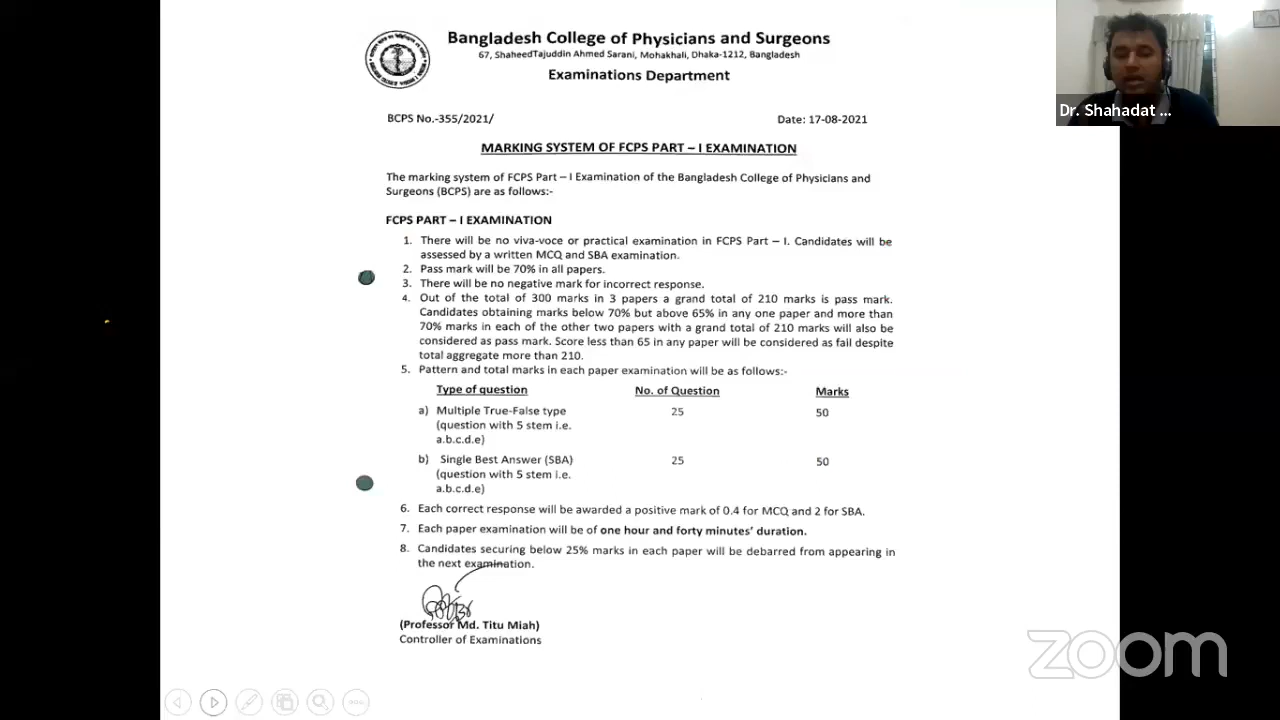 Bangladesh College of Physicians and Surgeons
67, ShaheedTajuddin Ahmed Sarani, Mohakhali, Dhaka-1212, Bangladesh
Examinations Department
BCPS No.-355/2021/ Date: 17-08-2021
MARKING SYSTEM OF FCPS PART – I EXAMINATION
The marking system of FCPS Part – I Examination of the Bangladesh College of Physicians and
Surgeons (BCPS) are as follows:-
FCPS PART – I EXAMINATION
1. There will be no viva-voce or practical examination in FCPS Part – I. Candidates will be
assessed by a written MCQ and SBA examination.
2. Pass mark will be 70% in all papers.
3. There will be no negative mark for incorrect response.
4. Out of the total of 300 marks in 3 papers a grand total of 210 marks is pass mark.
Candidates obtaining marks below 70% but above 65% in any one paper and more than
70% marks in each of the other two papers with a grand total of 210 marks will also be
considered as pass mark. Score less than 65 in any paper will be considered as fail despite
total aggregate more than 210.
5. Pattern and total marks in each paper examination will be as follows:-
Type of question No. of Question Marks
a) Multiple True-False type 25 50
(question with 5 stem i.e.
a.b.c.d.e)
b) Single Best Answer (SBA) 25 50
(question with 5 stem i.e.
a.b.c.d.e)
6. Each correct response will be awarded a positive mark of 0.4 for MCQ and 2 for SBA.
7. Each paper examination will be of one hour and forty minutes' duration.
8. Candidates securing below 25% marks in each paper will be debarred from appearing in
the next examination.
(Professor Md. Titu Miah)
Controller of Examinations
Dr. Shahadat ...
zoom